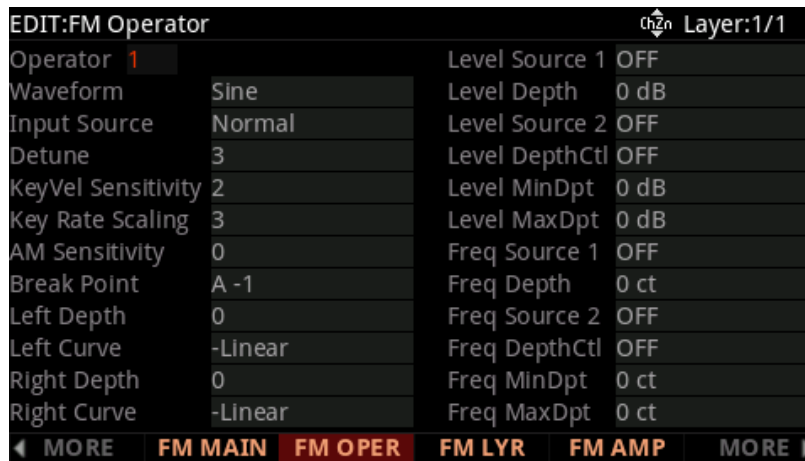 EDIT:FM Operator ChZn Layer:1/1
Operator 1 Level Source 1 OFF
Waveform Sine Level Depth 0 dB
Input Source Normal Level Source 2 OFF
Detune 3 Level DepthCtl OFF
KeyVel Sensitivity 2 Level MinDpt 0 dB
Key Rate Scaling 3 Level MaxDpt 0 dB
AM Sensitivity 0 Freq Source 1 OFF
Break Point A -1 Freq Depth 0 ct
Left Depth 0 Freq Source 2 OFF
Left Curve -Linear Freq DepthCtl OFF
Right Depth 0 Freq MinDpt 0 ct
Right Curve -Linear Freq MaxDpt 0 ct
MORE FM MAIN FM OPER FM LYR FM AMP MORE